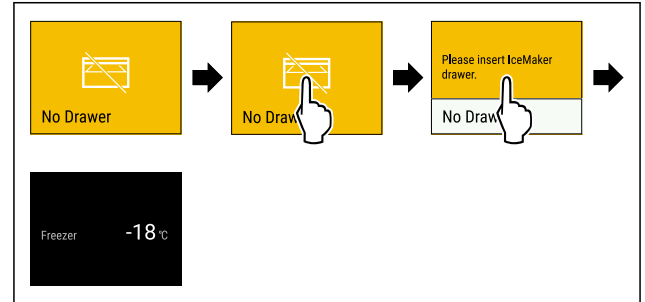 No Drawer
No Draw
Please insert IceMaker
drawer.
No Draw
Freezer -18 °C